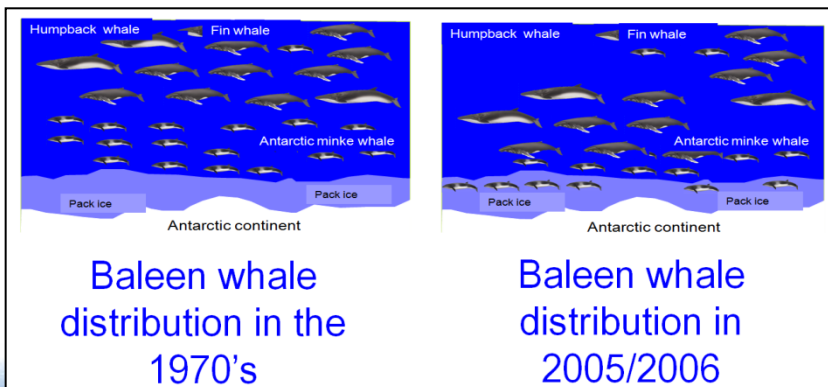 Humpback whale Fin whale
Antarctic minke whale
Pack ice
Pack ice
Antarctic continent
Baleen whale
distribution in the
1970's
Humpback whale Fin whale
Antarctic minke whale
Pack ice
Pack ice
Antarctic continent
Baleen whale
distribution in
2005/2006